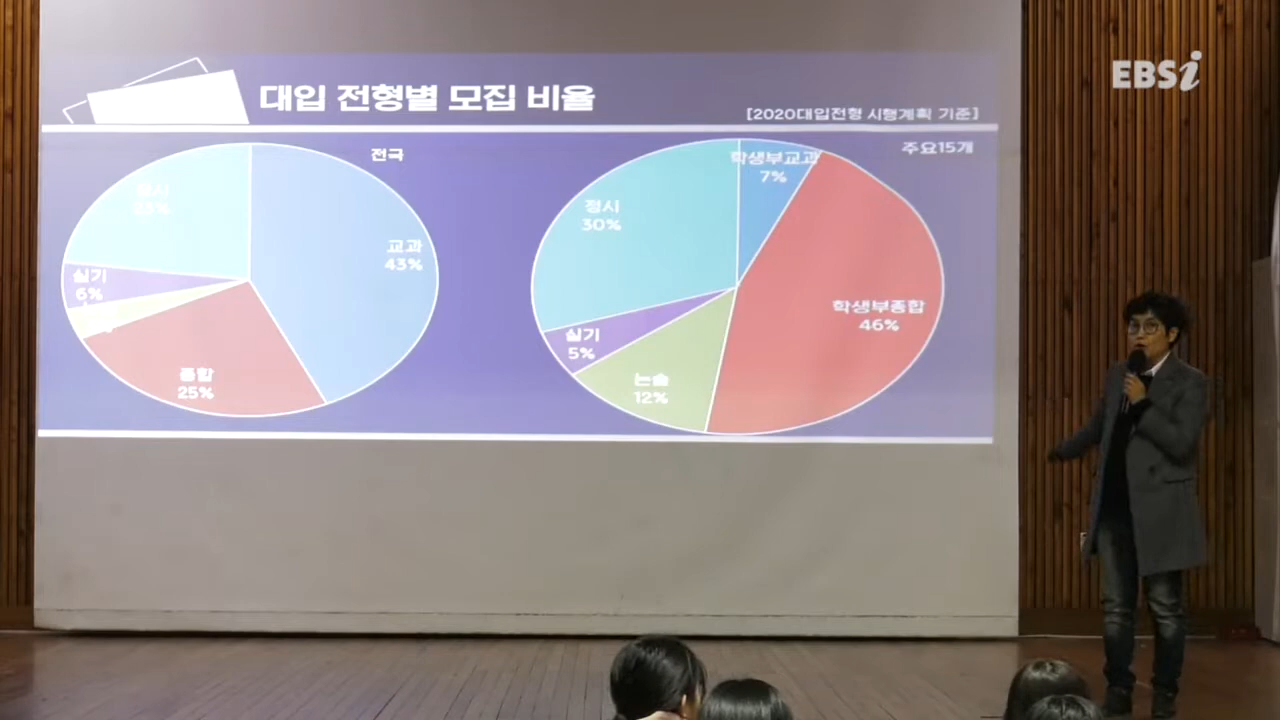 EBSi
대입 전형별 모집 비율
[2020대입전형 시행계획 기준]
전국
정시
23%
교과
43%
실기
6%
종합
25%
주요15개
학생부교과
7%
정시
30%
학생부종합
46%
실기
5%
논술
12%